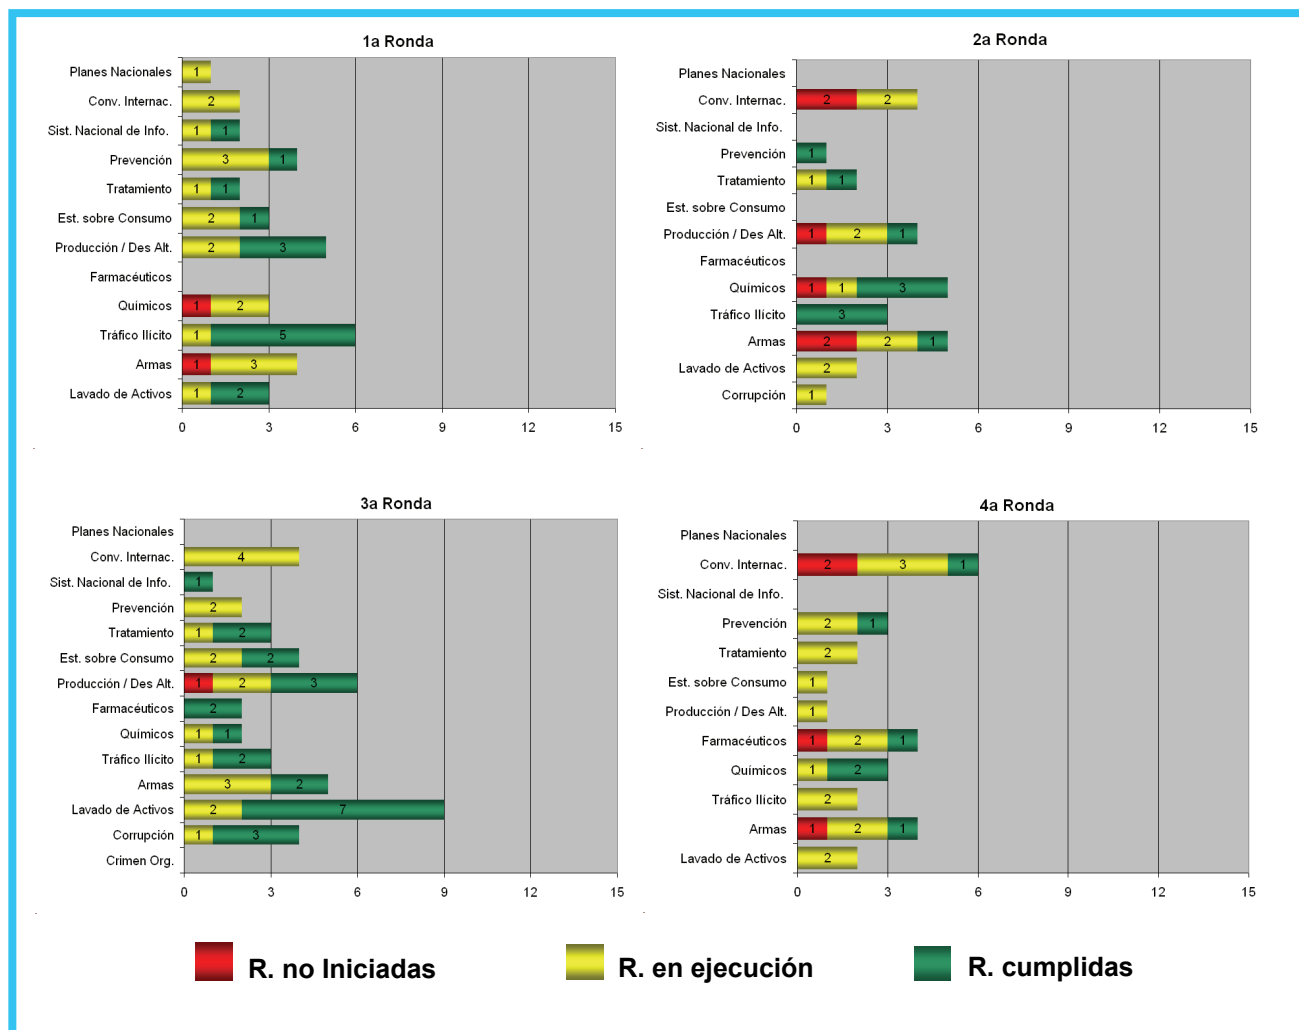 1a Ronda
Planes Nacionales 1
Conv. Internac. 2
Sist. Nacional de Info. 1 1
Prevención 3 1
Tratamiento 1 1
Est. sobre Consumo 2 1
Producción / Des Alt. 2 3
Farmacéuticos
Químicos 1 2
Tráfico Ilícito 1 5
Armas 1 3
Lavado de Activos 1 2
0 3 6 9 12 15
2a Ronda
Planes Nacionales
Conv. Internac. 2 2
Sist. Nacional de Info.
Prevención 1
Tratamiento 1 1
Est. sobre Consumo
Producción / Des Alt. 1 2 1
Farmacéuticos
Químicos 1 1 3
Tráfico Ilícito 3
Armas 2 2 1
Lavado de Activos 2
Corrupción 1
0 3 6 9 12 15
3a Ronda
Planes Nacionales
Conv. Internac. 4
Sist. Nacional de Info. 1
Prevención 2
Tratamiento 1 2
Est. sobre Consumo 2 2
Producción / Des Alt. 1 2 3
Farmacéuticos 2
Químicos 1 1
Tráfico Ilícito 1 2
Armas 3 2
Lavado de Activos 2 7
Corrupción 1 3
Crimen Org.
0 3 6 9 12 15
4a Ronda
Planes Nacionales
Conv. Internac. 2 3 1
Sist. Nacional de Info.
Prevención 2 1
Tratamiento 2
Est. sobre Consumo 1
Producción / Des Alt. 1
Farmacéuticos 1 2 1
Químicos 1 2
Tráfico Ilícito 2
Armas 1 2 1
Lavado de Activos 2
0 3 6 9 12 15
R. no Iniciadas R. en ejecución R. cumplidas